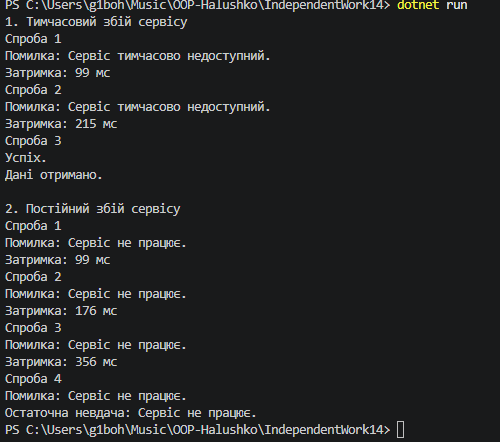 PS C:\Users\g1boh\Music\OOP-Halushko\IndependentWork14> dotnet run
1. Тимчасовий збій сервісу
Спроба 1
Помилка: Сервіс тимчасово недоступний.
Затримка: 99 мс
Спроба 2
Помилка: Сервіс тимчасово недоступний.
Затримка: 215 мс
Спроба 3
Успіх.
Дані отримано.

2. Постійний збій сервісу
Спроба 1
Помилка: Сервіс не працює.
Затримка: 99 мс
Спроба 2
Помилка: Сервіс не працює.
Затримка: 176 мс
Спроба 3
Помилка: Сервіс не працює.
Затримка: 356 мс
Спроба 4
Помилка: Сервіс не працює.
Остаточна невдача: Сервіс не працює.
PS C:\Users\g1boh\Music\OOP-Halushko\IndependentWork14>